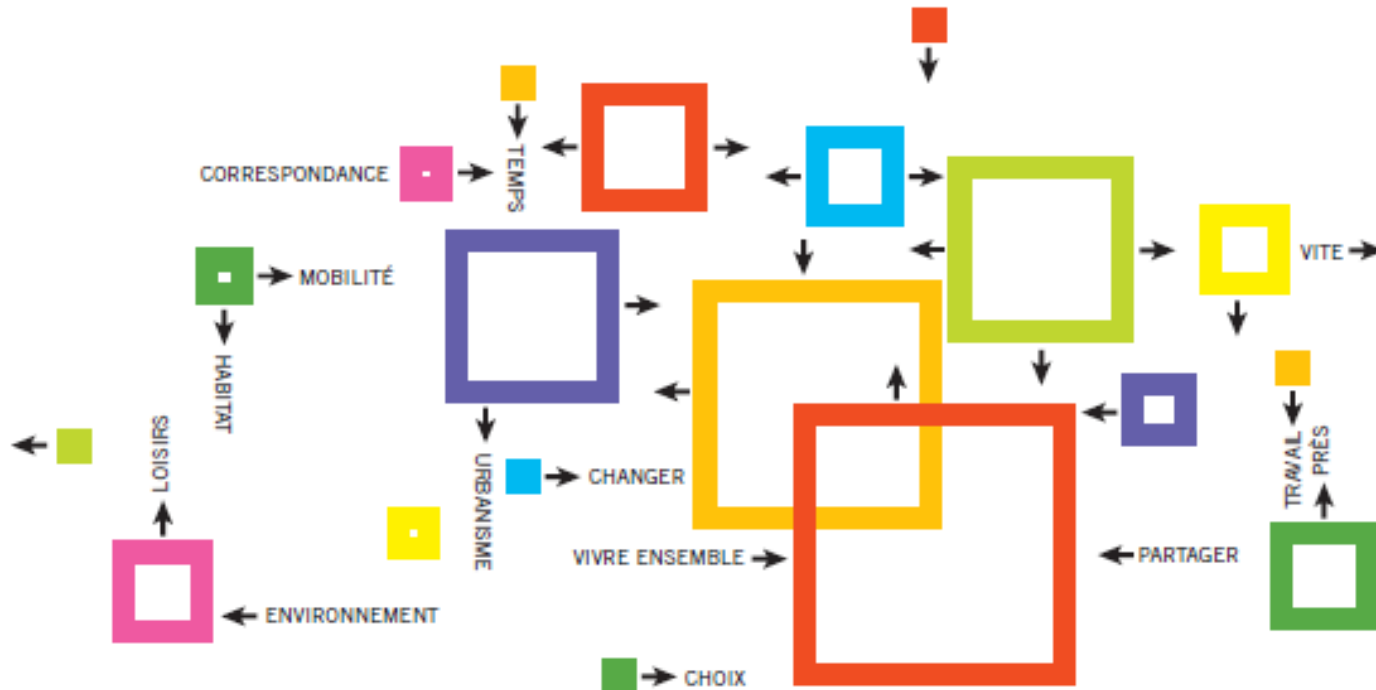 TEMPS
CORRESPONDANCE
VITE
MOBILITÉ
HABITAT
LOISIRS
URBANISME
CHANGER
TRAVAIL
PRÈS
VIVRE ENSEMBLE
PARTAGER
ENVIRONNEMENT
CHOIX